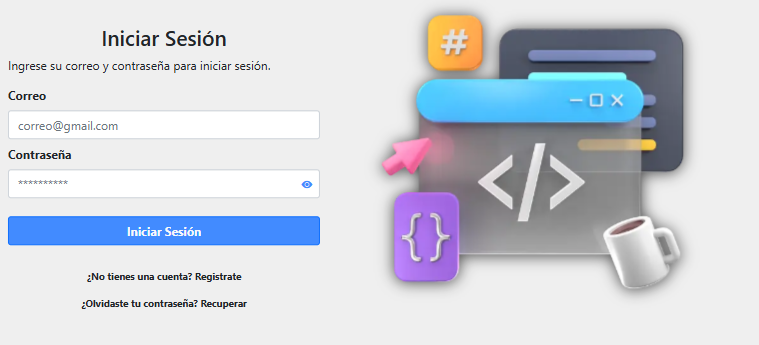 Iniciar Sesión
Ingrese su correo y contraseña para iniciar sesión.
Correo
correo@gmail.com
Contraseña
**********
Iniciar Sesión
¿No tienes una cuenta? Registrate
¿Olvidaste tu contraseña? Recuperar
#
</>
{}